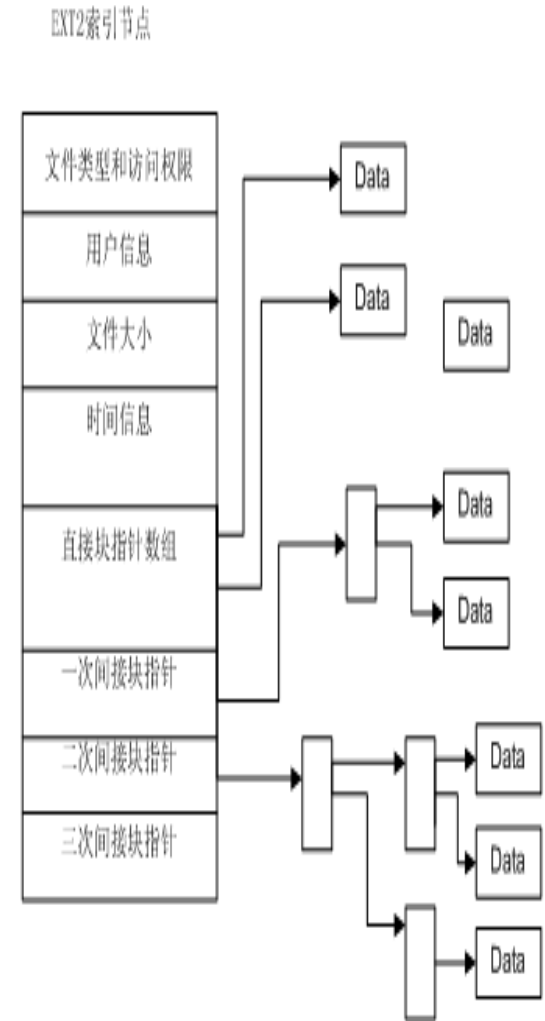 EXT2索引节点
文件类型和访问权限
用户信息
文件大小
时间信息
直接块指针数组
一次间接块指针
二次间接块指针
三次间接块指针
Data
Data
Data
Data
Data
Data
Data
Data